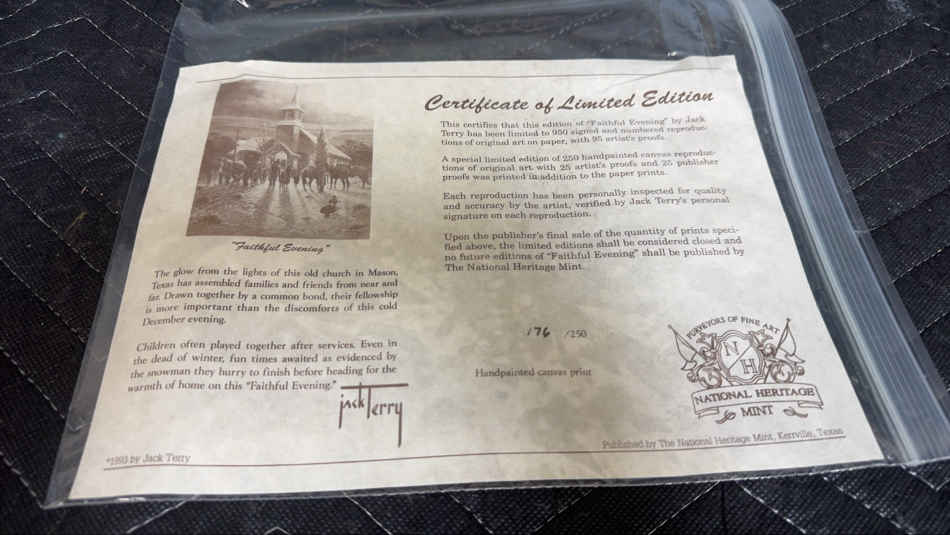 Certificate of Limited Edition
This certifies that this edition of "Faithful Evening" by Jack
Terry has been limited to 950 signed and numbered reproduc-
tions of original art on paper, with 95 artist's proofs.
A special limited edition of 250 handpainted canvas reproduc-
tions of original art with 25 artist's proofs and 25 publisher
proofs was printed in addition to the paper prints.
Each reproduction has been personally inspected for quality
and accuracy by the artist, verified by Jack Terry's personal
signature on each reproduction.
Upon the publisher's final sale of the quantity of prints speci-
fied above, the limited editions shall be considered closed and
no future editions of "Faithful Evening" shall be published by
The National Heritage Mint.
"Faithful Evening"
The glow from the lights of this old church in Mason,
Texas has assembled families and friends from near and
far. Drawn together by a common bond, their fellowship
is more important than the discomforts of this cold
December evening.
Children often played together after services. Even in
the dead of winter, fun times awaited as evidenced by
the snowman they hurry to finish before heading for the
warmth of home on this "Faithful Evening."
jack Terry
176 /250
Handpainted canvas print
PURVEYORS OF FINE ART
N
H
NATIONAL HERITAGE
MINT
©1993 by Jack Terry
Published by The National Heritage Mint, Kerrville, Texas